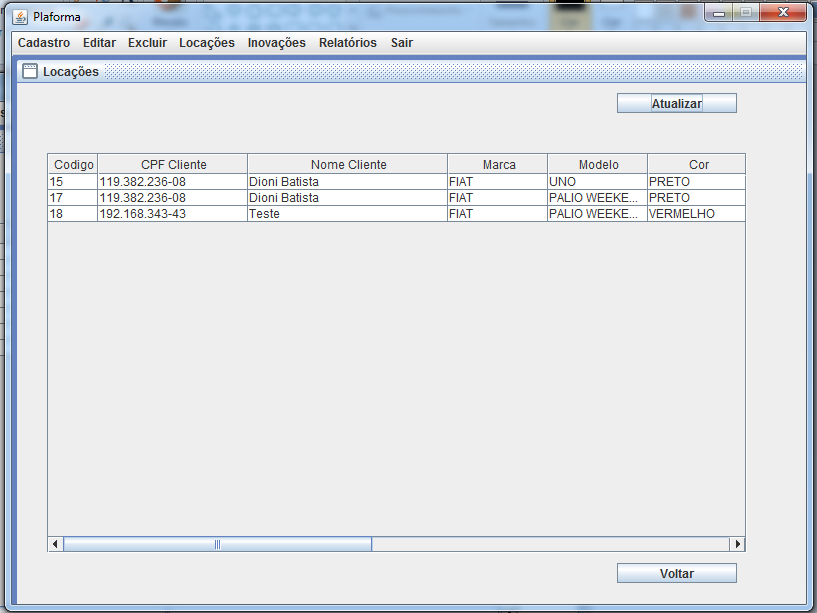 Plaforma
Cadastro Editar Excluir Locações Inovações Relatórios Sair
Locações
Atualizar
Codigo CPF Cliente Nome Cliente Marca Modelo Cor
15 119.382.236-08 Dioni Batista FIAT UNO PRETO
17 119.382.236-08 Dioni Batista FIAT PALIO WEEKE... PRETO
18 192.168.343-43 Teste FIAT PALIO WEEKE... VERMELHO
Voltar